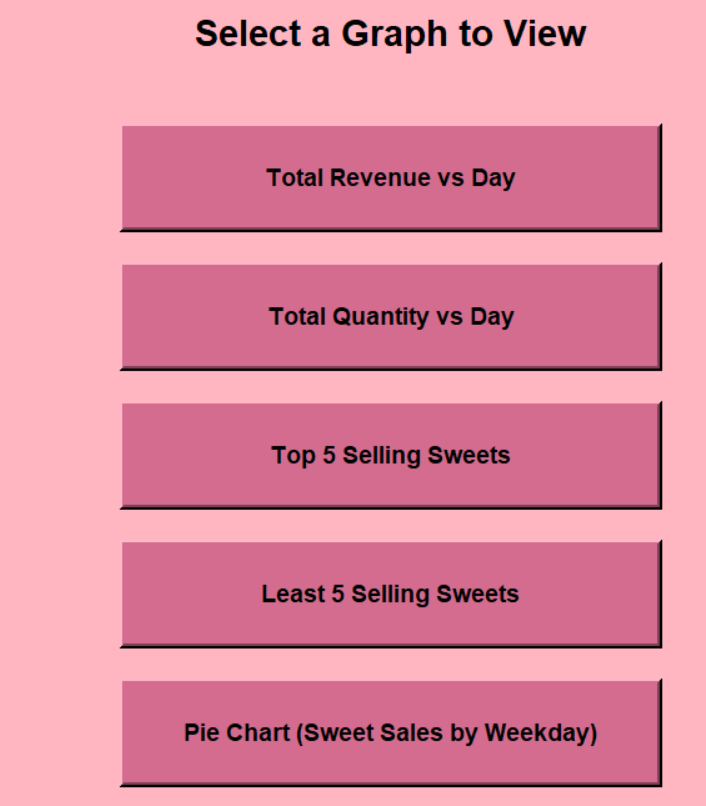 Select a Graph to View
Total Revenue vs Day
Total Quantity vs Day
Top 5 Selling Sweets
Least 5 Selling Sweets
Pie Chart (Sweet Sales by Weekday)